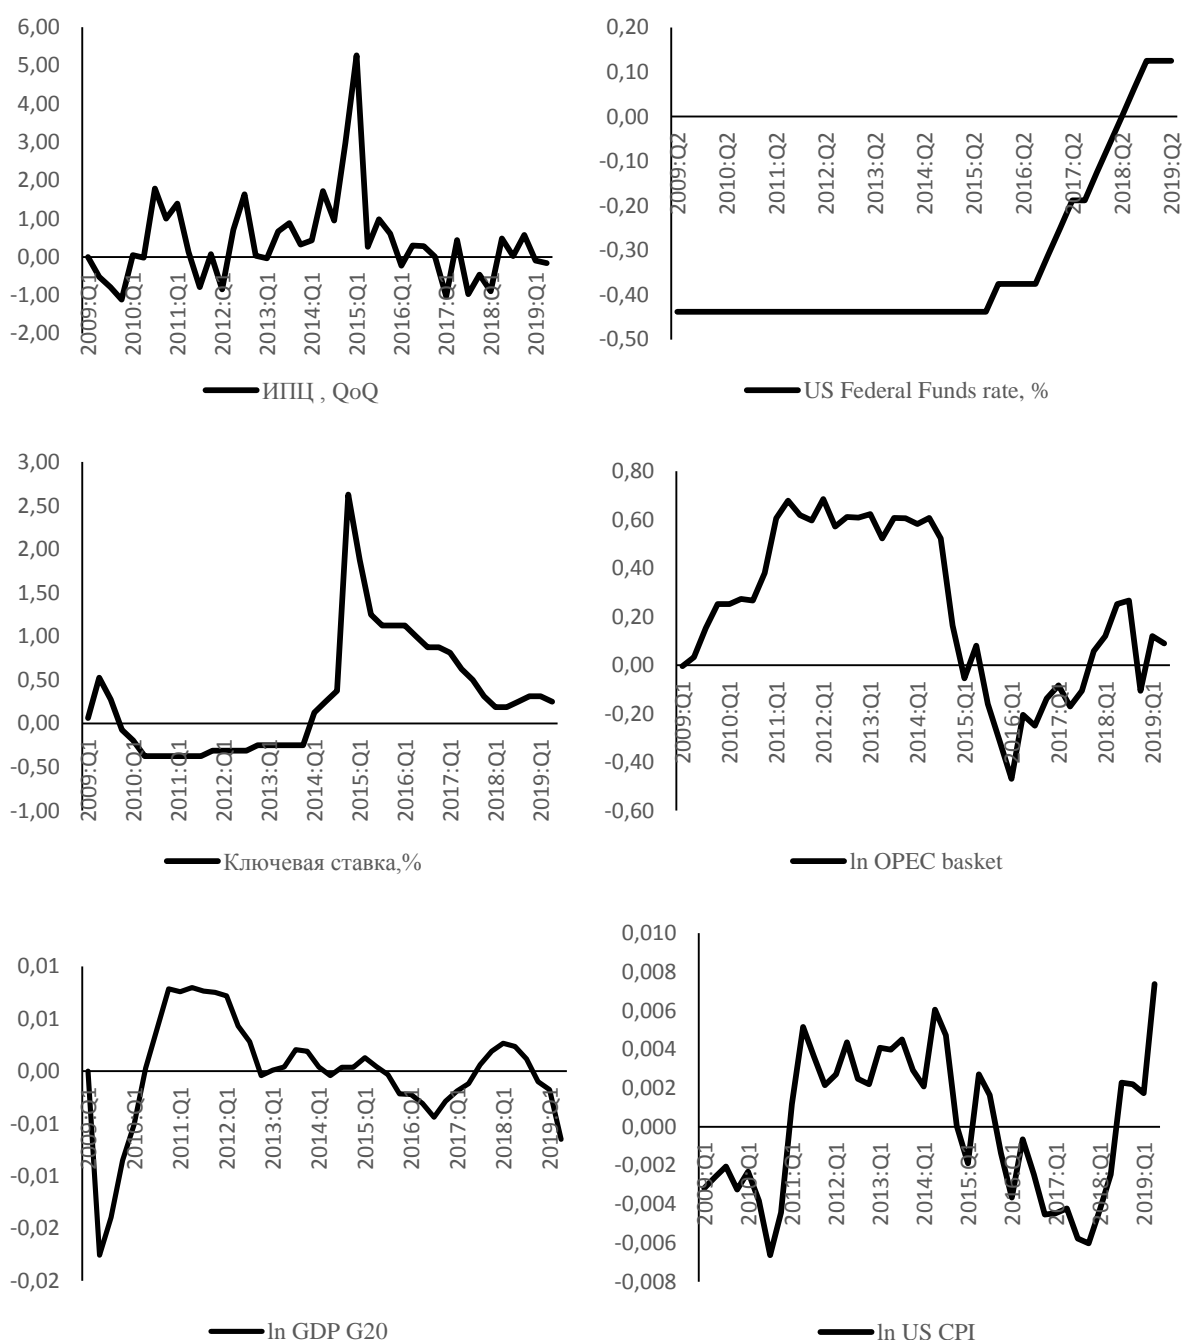 6,00
5,00
4,00
3,00
2,00
1,00
0,00
-1,00
-2,00
2009:Q1
2010:Q1
2011:Q1
2012:Q1
2013:Q1
2014:Q1
2015:Q1
2016:Q1
2017:Q1
2018:Q1
2019:Q1
ИПЦ , QoQ
0,20
0,10
0,00
-0,10
-0,20
-0,30
-0,40
-0,50
2009:Q2
2010:Q2
2011:Q2
2012:Q2
2013:Q2
2014:Q2
2015:Q2
2016:Q2
2017:Q2
2018:Q2
2019:Q2
US Federal Funds rate, %
3,00
2,50
2,00
1,50
1,00
0,50
0,00
-0,50
-1,00
2009:Q1
2010:Q1
2011:Q1
2012:Q1
2013:Q1
2014:Q1
2015:Q1
2016:Q1
2017:Q1
2018:Q1
2019:Q1
Ключевая ставка,%
0,80
0,60
0,40
0,20
0,00
-0,20
-0,40
-0,60
2009:Q1
2010:Q1
2011:Q1
2012:Q1
2013:Q1
2014:Q1
2015:Q1
2016:Q1
2017:Q1
2018:Q1
2019:Q1
ln OPEC basket
0,01
0,01
0,00
-0,01
-0,01
-0,02
-0,02
2009:Q1
2010:Q1
2011:Q1
2012:Q1
2013:Q1
2014:Q1
2015:Q1
2016:Q1
2017:Q1
2018:Q1
2019:Q1
ln GDP G20
0,010
0,008
0,006
0,004
0,002
0,000
-0,002
-0,004
-0,006
-0,008
2009:Q1
2010:Q1
2011:Q1
2012:Q1
2013:Q1
2014:Q1
2015:Q1
2016:Q1
2017:Q1
2018:Q1
2019:Q1
ln US CPI